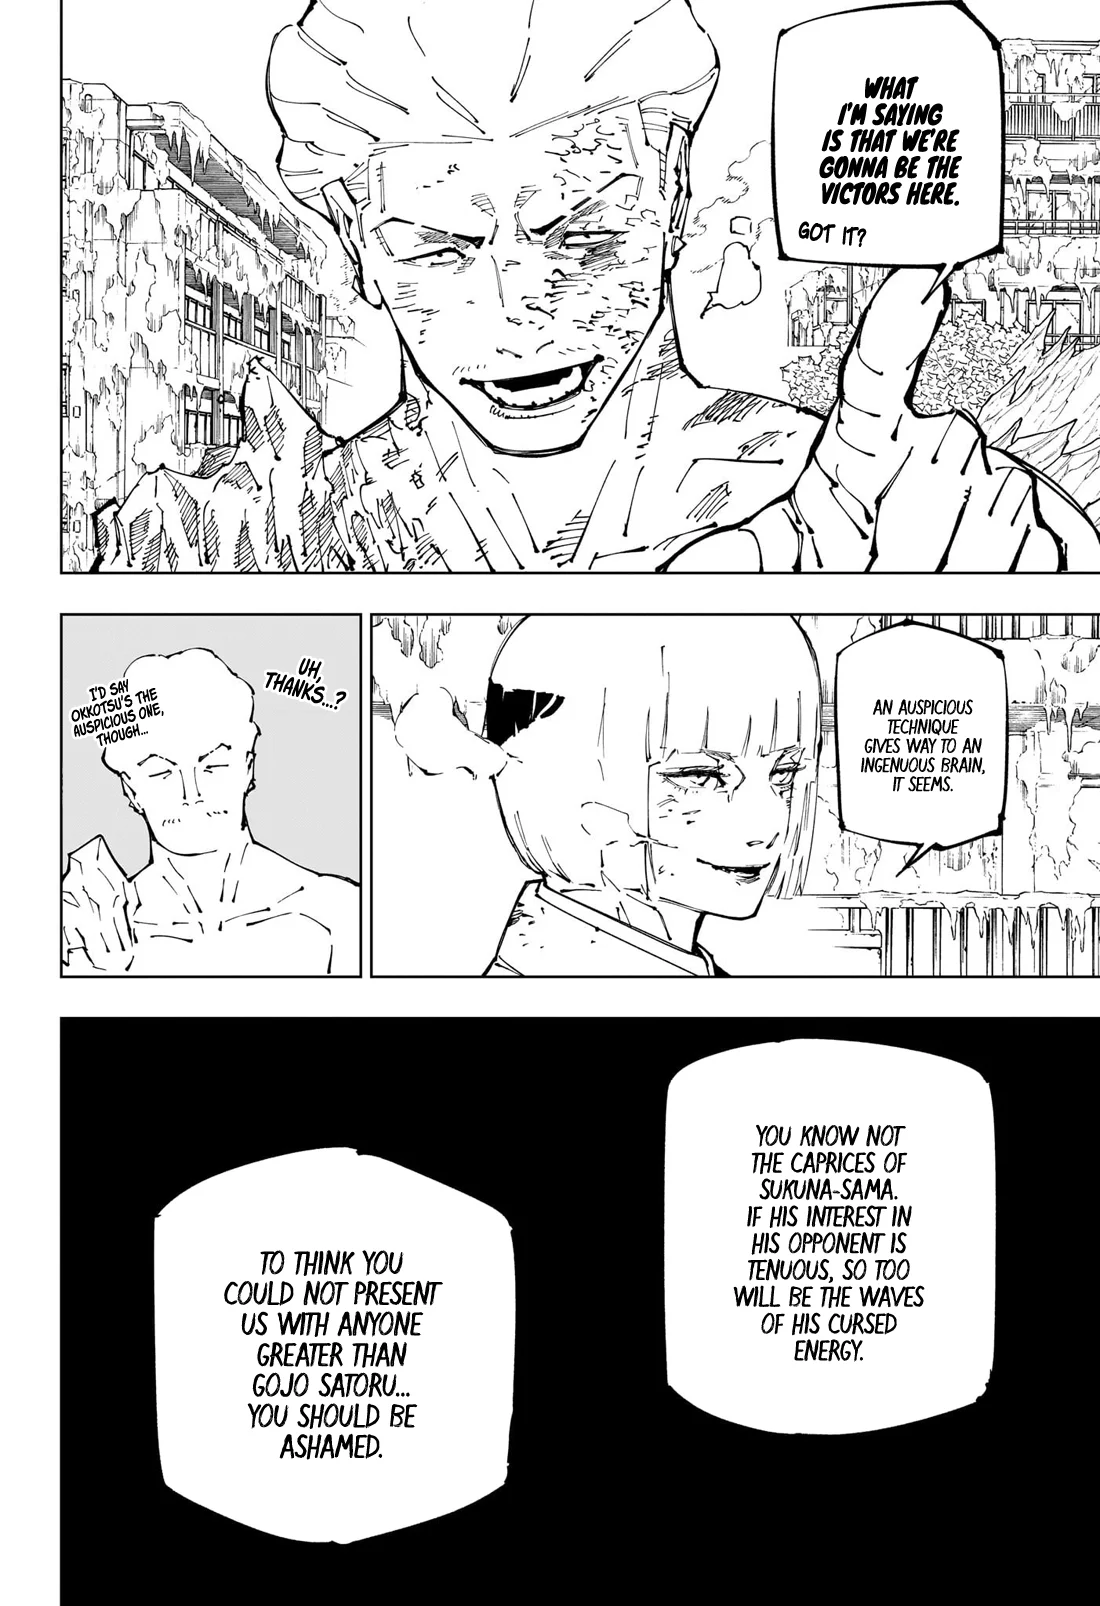 WHAT
I'M SAYING
IS THAT WE'RE
GONNA BE THE
VICTORS HERE.
GOT IT?
AN AUSPICIOUS
TECHNIQUE
GIVES WAY TO AN
INGENUOUS BRAIN,
IT SEEMS.
UH,
THANKS...?
I'D SAY
OKKOTSU'S THE
AUSPICIOUS ONE,
THOUGH...
YOU KNOW NOT
THE CAPRICES OF
SUKUNA-SAMA.
IF HIS INTEREST IN
HIS OPPONENT IS
TENUOUS, SO TOO
WILL BE THE WAVES
OF HIS CURSED
ENERGY.
TO THINK YOU
COULD NOT PRESENT
US WITH ANYONE
GREATER THAN
GOJO SATORU...
YOU SHOULD BE
ASHAMED.